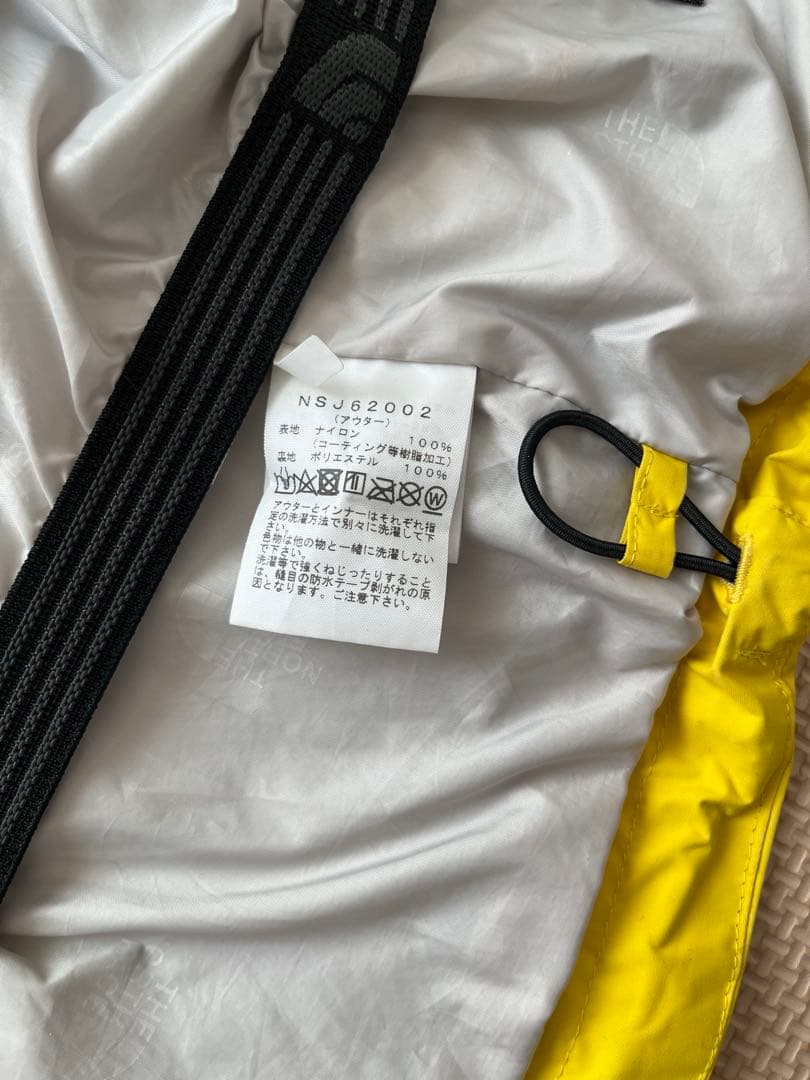 THE
NSJ62002
(アウター)
表地 ナイロン 100%
(コーティング等樹脂加工)
裏地 ポリエステル 100%
W
アウターとインナーはそれぞれ指
定の洗濯方法で別々に洗濯して下
さい。
色物は他の物と一緒に洗濯しない
で下さい。
洗濯等で強くねじったりすること
は、縫目の防水テープ剥がれの原
因となります。ご注意下さい。
THE
NORTH